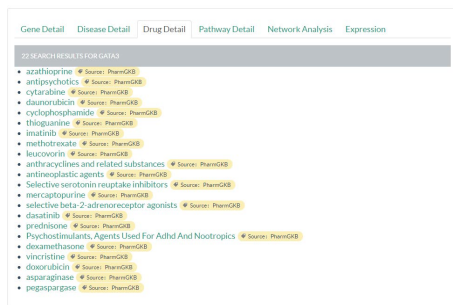 Gene Detail Disease Detail Drug Detail Pathway Detail Network Analysis Expression
22 SEARCH RESULTS FOR GATA3
azathioprine Source: PharmGKB
antipsychotics Source: PharmGKB
cytarabine Source: PharmGKB
daunorubicin Source: PharmGKB
cyclophosphamide Source: PharmGKB
thioguanine Source: PharmGKB
imatinib Source: PharmGKB
methotrexate Source: PharmGKB
leucovorin Source: PharmGKB
anthracyclines and related substances Source: PharmGKB
antineoplastic agents Source: PharmGKB
Selective serotonin reuptake inhibitors Source: PharmGKB
mercaptopurine Source: PharmGKB
selective beta-2-adrenoreceptor agonists Source: PharmGKB
dasatinib Source: PharmGKB
prednisone Source: PharmGKB
Psychostimulants, Agents Used For Adhd And Nootropics Source: PharmGKB
dexamethasone Source: PharmGKB
vincristine Source: PharmGKB
doxorubicin Source: PharmGKB
asparaginase Source: PharmGKB
pegaspargase Source: PharmGKB